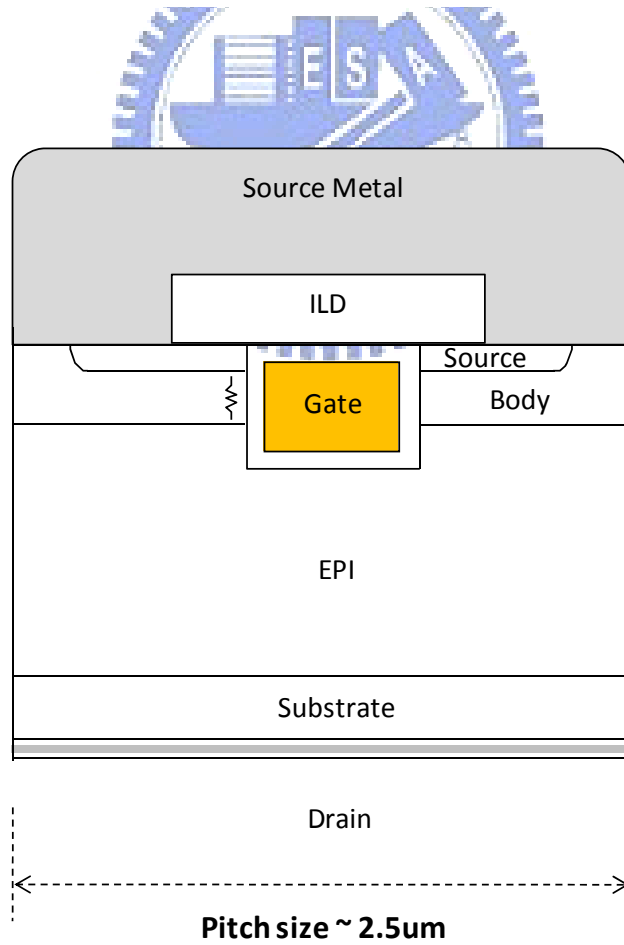 E S A
Source Metal
ILD
Source
Gate
Body
EPI
Substrate
Drain
Pitch size ~ 2.5um